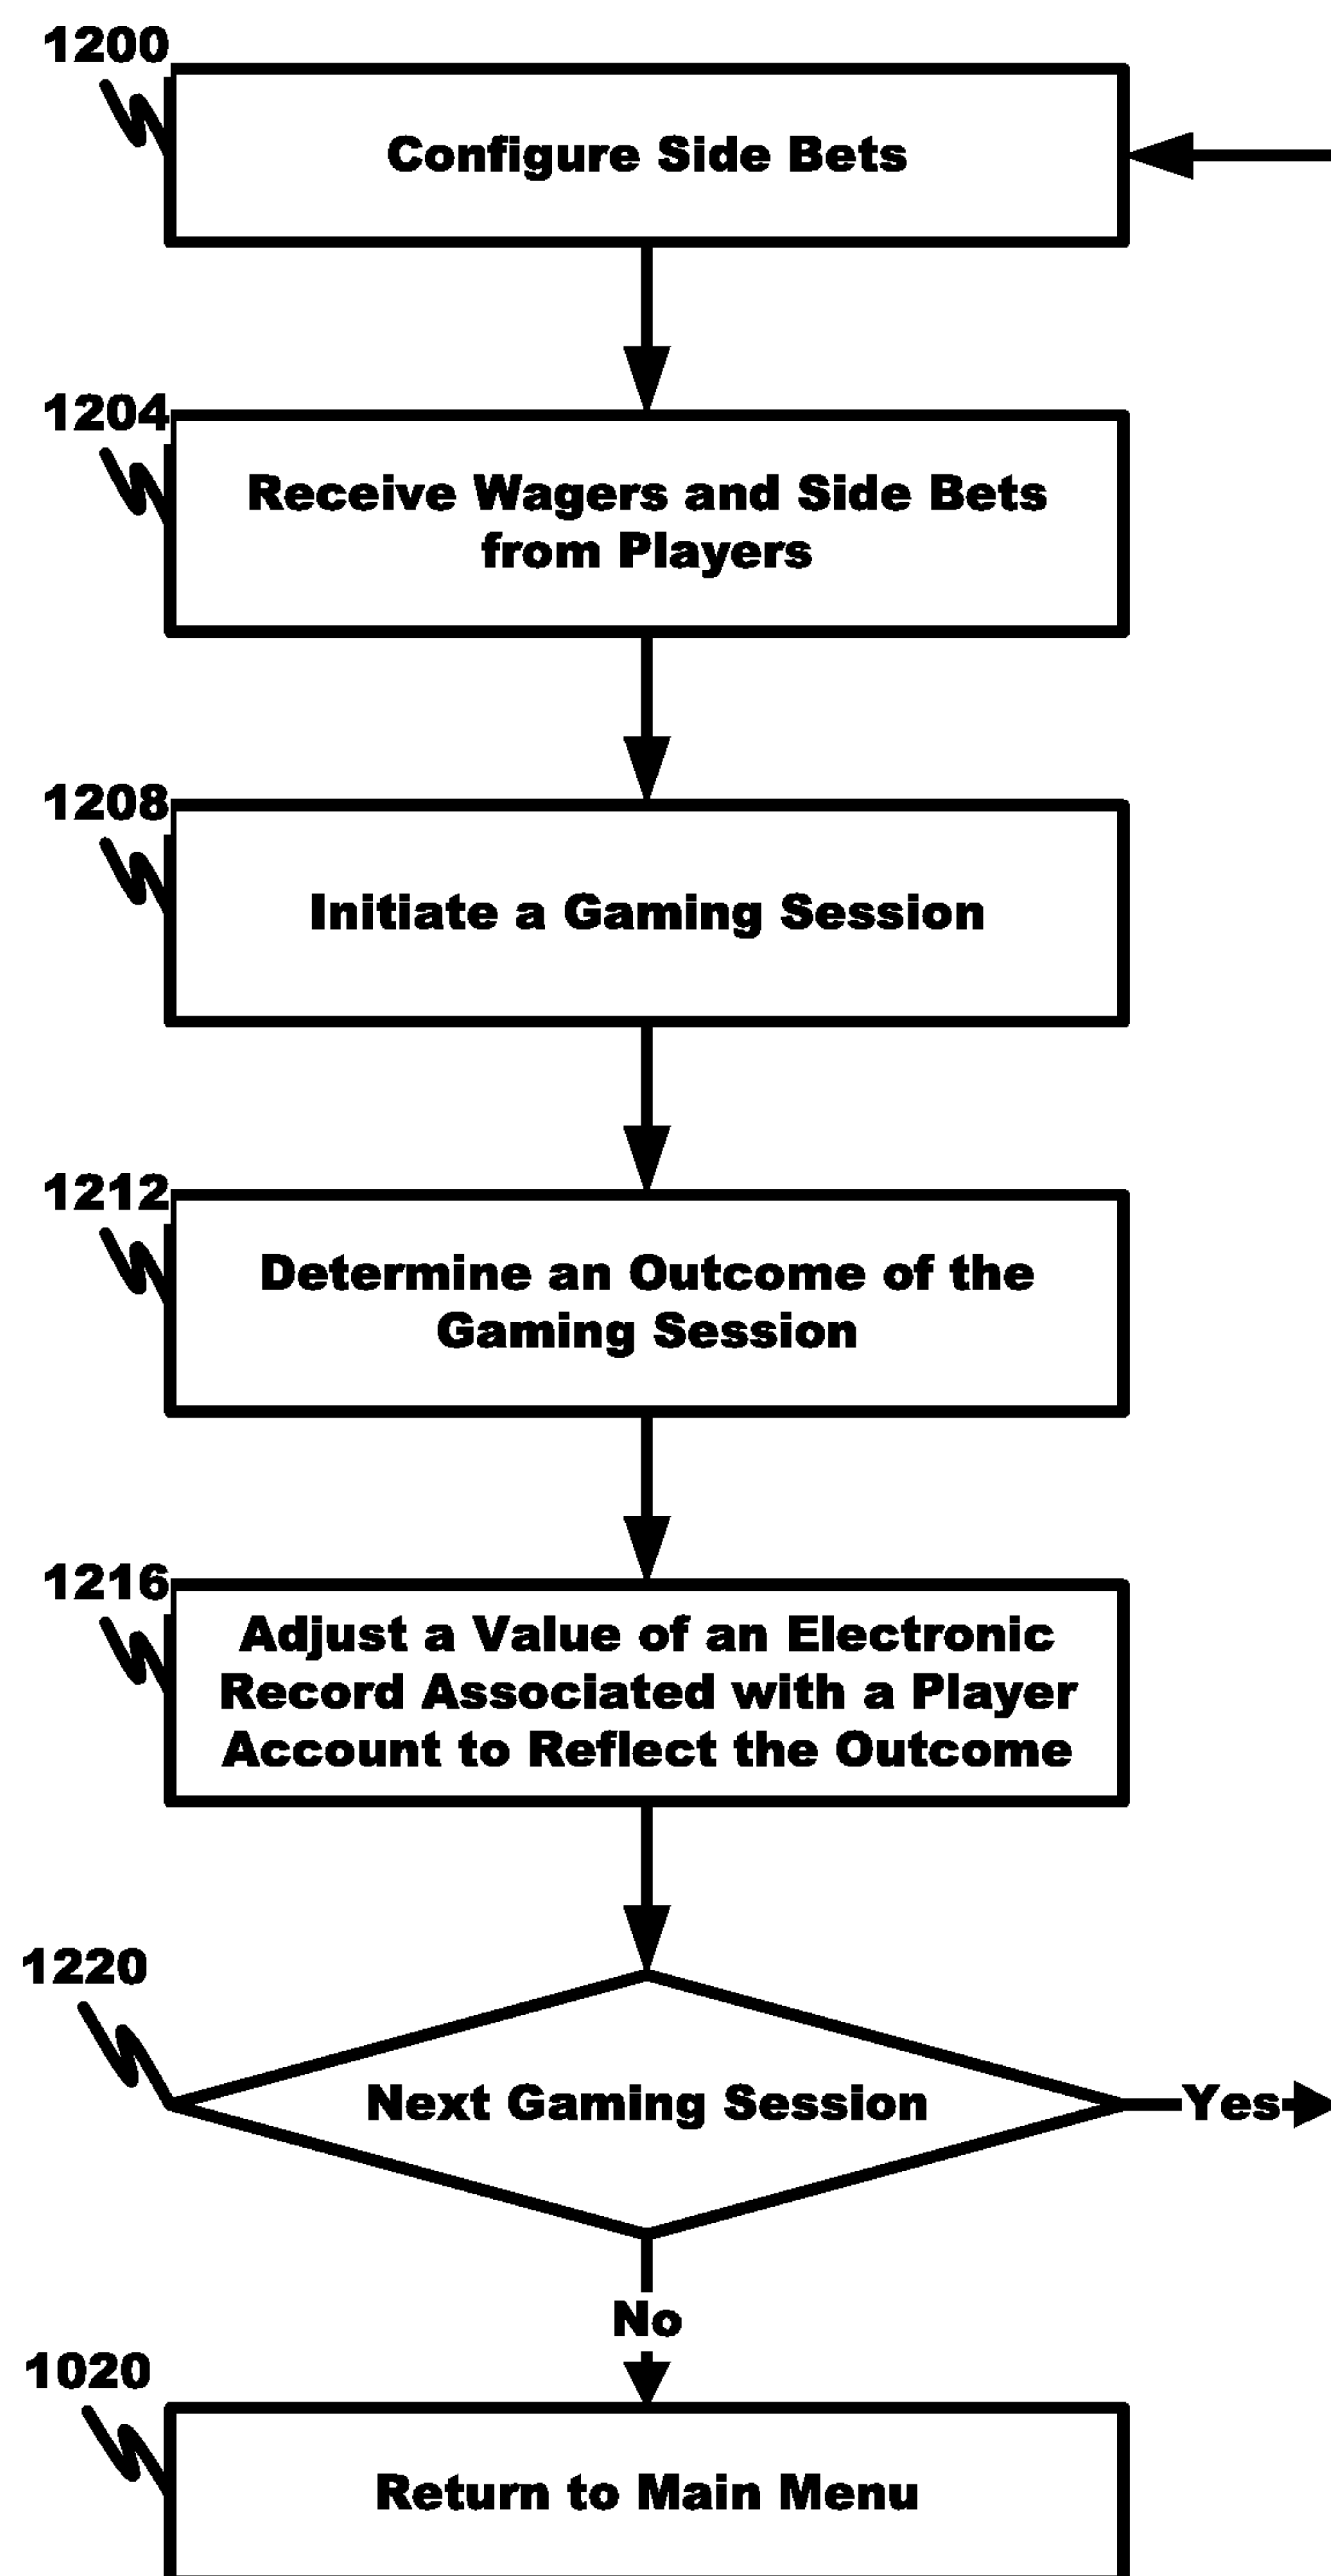 1200
Configure Side Bets
1204
Receive Wagers and Side Bets
from Players
1208
Initiate a Gaming Session
1212
Determine an Outcome of the
Gaming Session
1216
Adjust a Value of an Electronic
Record Associated with a Player
Account to Reflect the Outcome
1220
Next Gaming Session
Yes
No
1020
Return to Main Menu